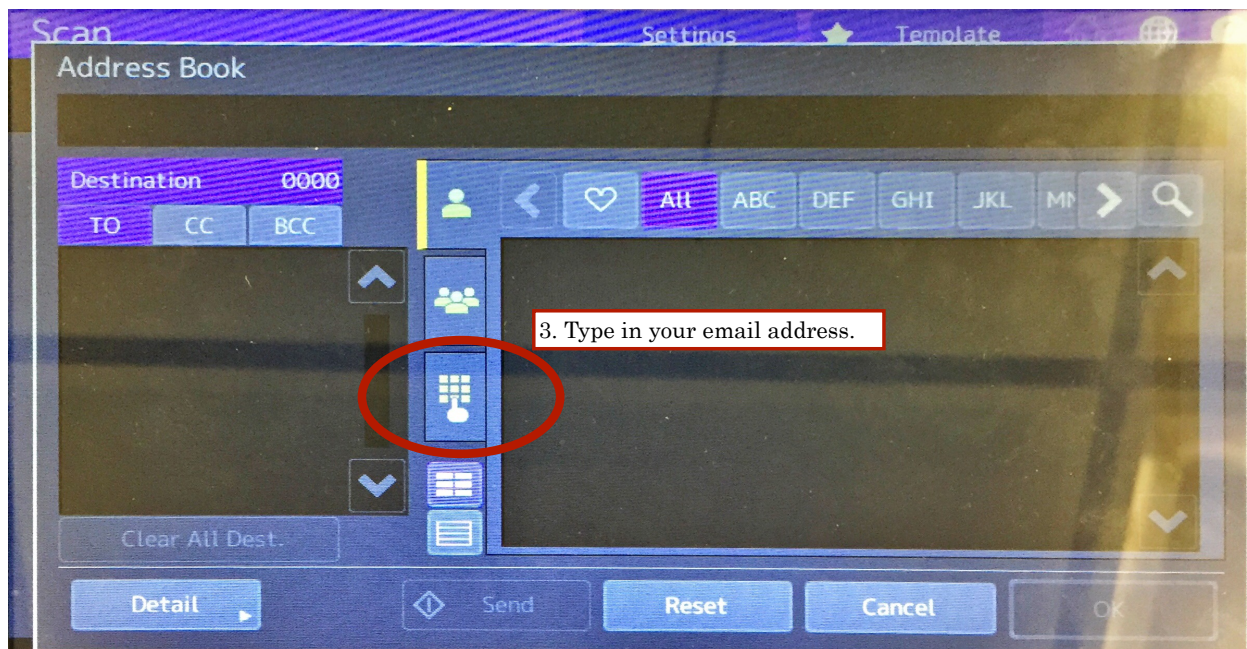 Scan Settings Template
Address Book
Destination 0000
TO CC BCC
All ABC DEF GHI JKL
3. Type in your email address.
Clear All Dest.
Detail Send Reset Cancel OK